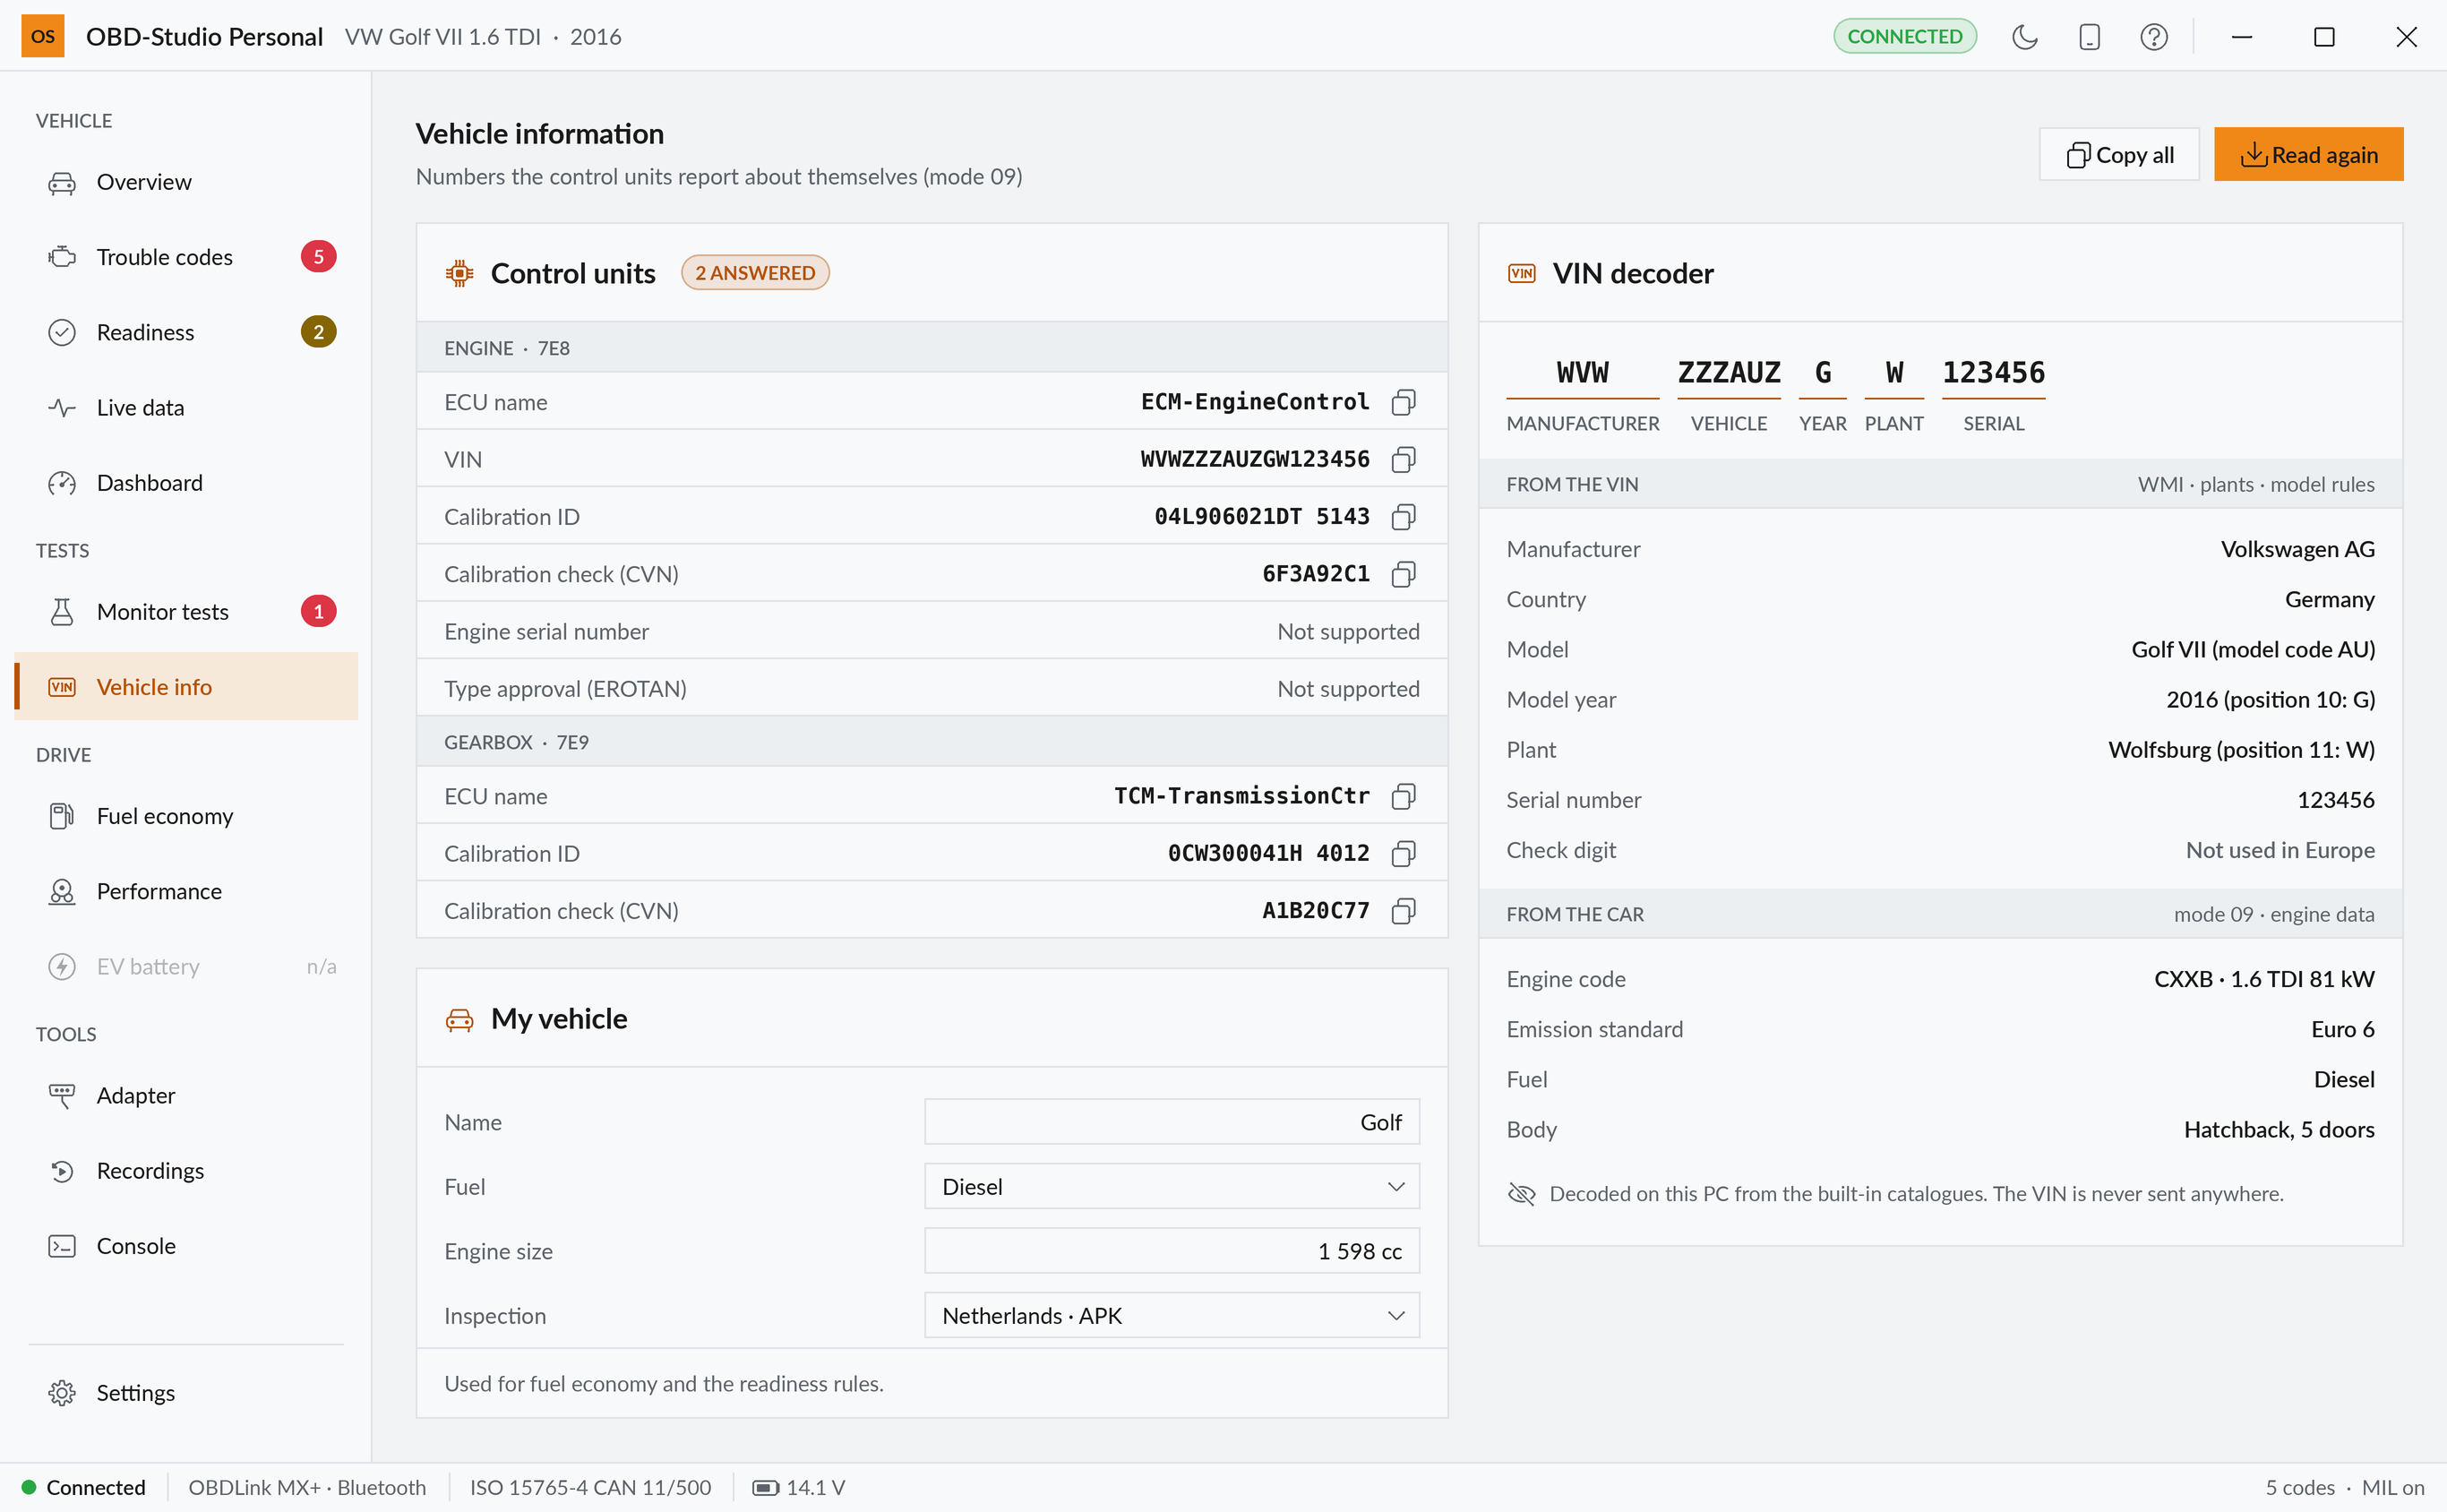 OS OBD-Studio Personal VW Golf VII 1.6 TDI · 2016 CONNECTED
VEHICLE
Overview
Trouble codes 5
Readiness 2
Live data
Dashboard
TESTS
Monitor tests 1
VIN Vehicle info
DRIVE
Fuel economy
Performance
EV battery n/a
TOOLS
Adapter
Recordings
Console
Settings
Vehicle information
Numbers the control units report about themselves (mode 09)
Copy all Read again
Control units 2 ANSWERED
ENGINE · 7E8
ECU name ECM-EngineControl
VIN WVWZZZAUZGW123456
Calibration ID 04L906021DT 5143
Calibration check (CVN) 6F3A92C1
Engine serial number Not supported
Type approval (EROTAN) Not supported
GEARBOX · 7E9
ECU name TCM-TransmissionCtr
Calibration ID 0CW300041H 4012
Calibration check (CVN) A1B20C77
My vehicle
Name Golf
Fuel Diesel
Engine size 1 598 cc
Inspection Netherlands · APK
Used for fuel economy and the readiness rules.
VIN VIN decoder
WVW ZZZAUZ G W 123456
MANUFACTURER VEHICLE YEAR PLANT SERIAL
FROM THE VIN WMI · plants · model rules
Manufacturer Volkswagen AG
Country Germany
Model Golf VII (model code AU)
Model year 2016 (position 10: G)
Plant Wolfsburg (position 11: W)
Serial number 123456
Check digit Not used in Europe
FROM THE CAR mode 09 · engine data
Engine code CXXB · 1.6 TDI 81 kW
Emission standard Euro 6
Fuel Diesel
Body Hatchback, 5 doors
Decoded on this PC from the built-in catalogues. The VIN is never sent anywhere.
Connected OBDLink MX+ · Bluetooth ISO 15765-4 CAN 11/500 14.1 V 5 codes · MIL on